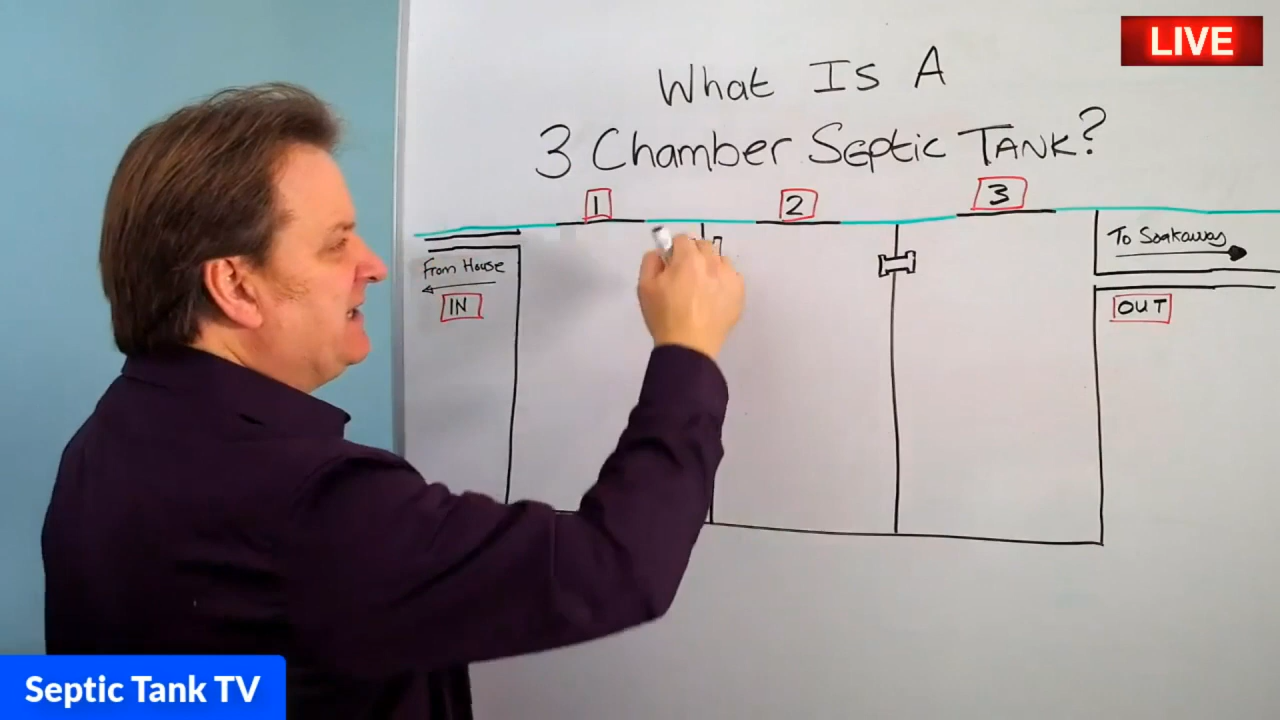 LIVE
What Is A
3 Chamber Septic Tank?
1
2
3
From House
IN
To Soakaway
OUT
Septic Tank TV